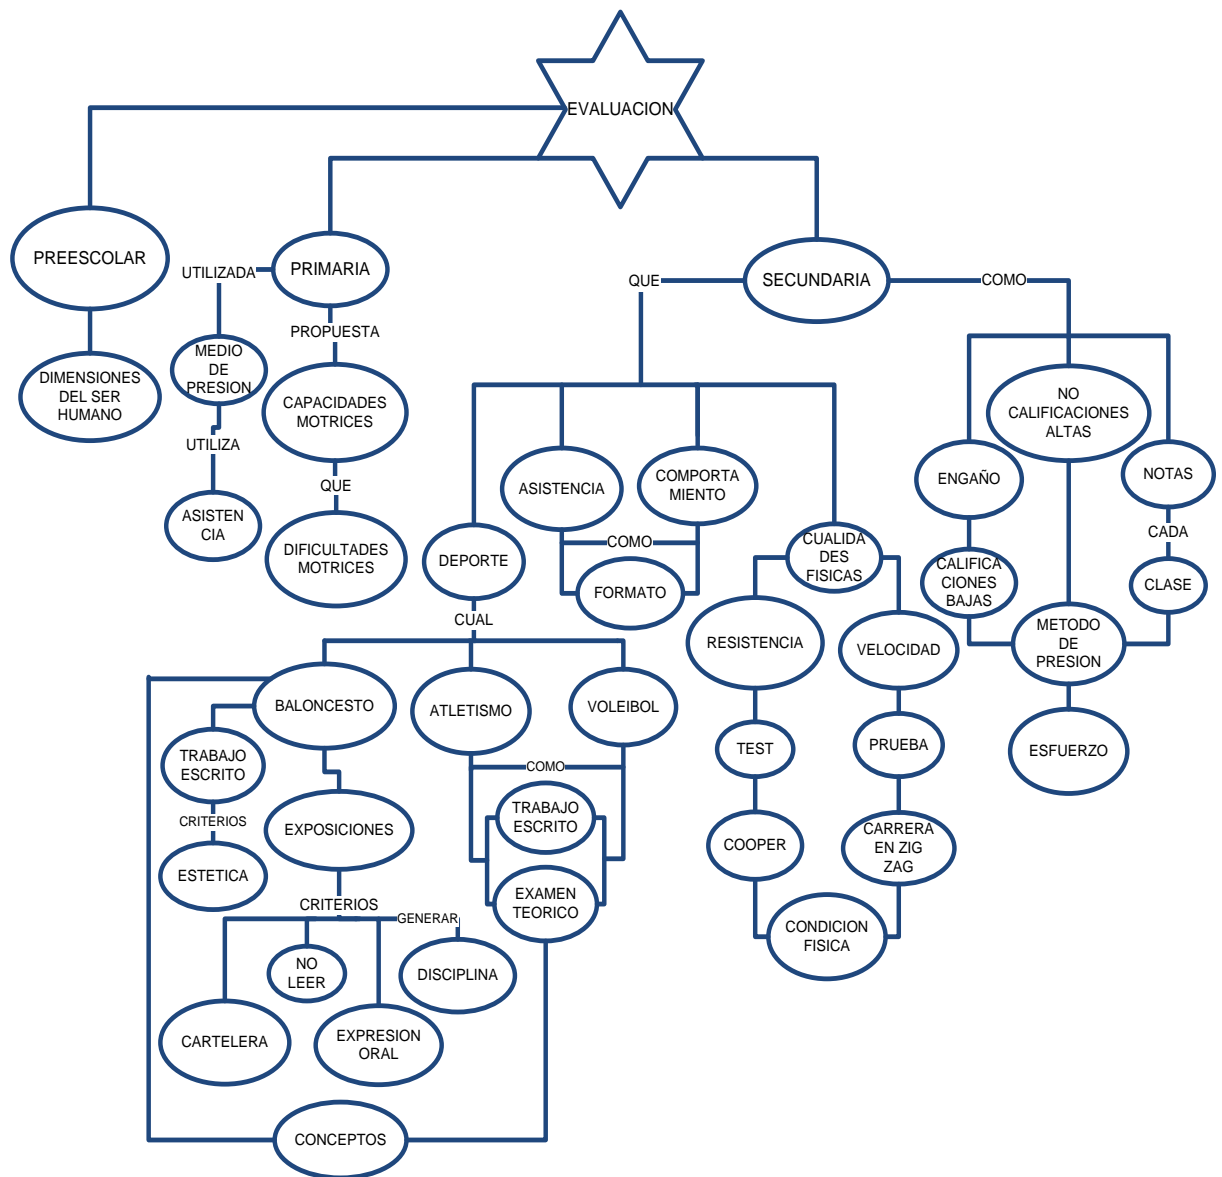 EVALUACION
PREESCOLAR
UTILIZADA
PRIMARIA
QUE
SECUNDARIA
COMO
PROPUESTA
MEDIO
DE
PRESION
DIMENSIONES
DEL SER
HUMANO
CAPACIDADES
MOTRICES
NO
CALIFICACIONES
ALTAS
UTILIZA
QUE
ASISTENCIA
COMPORTA
MIENTO
ENGAÑO
NOTAS
ASISTEN
CIA
DIFICULTADES
MOTRICES
DEPORTE
COMO
CUALIDA
DES
FISICAS
CADA
FORMATO
CALIFICA
CIONES
BAJAS
CLASE
CUAL
RESISTENCIA
VELOCIDAD
METODO
DE
PRESION
BALONCESTO
ATLETISMO
VOLEIBOL
TRABAJO
ESCRITO
COMO
TEST
PRUEBA
ESFUERZO
CRITERIOS
EXPOSICIONES
TRABAJO
ESCRITO
COOPER
CARRERA
EN ZIG
ZAG
ESTETICA
EXAMEN
TEORICO
CRITERIOS
GENERAR
CONDICION
FISICA
NO
LEER
DISCIPLINA
CARTELERA
EXPRESION
ORAL
CONCEPTOS